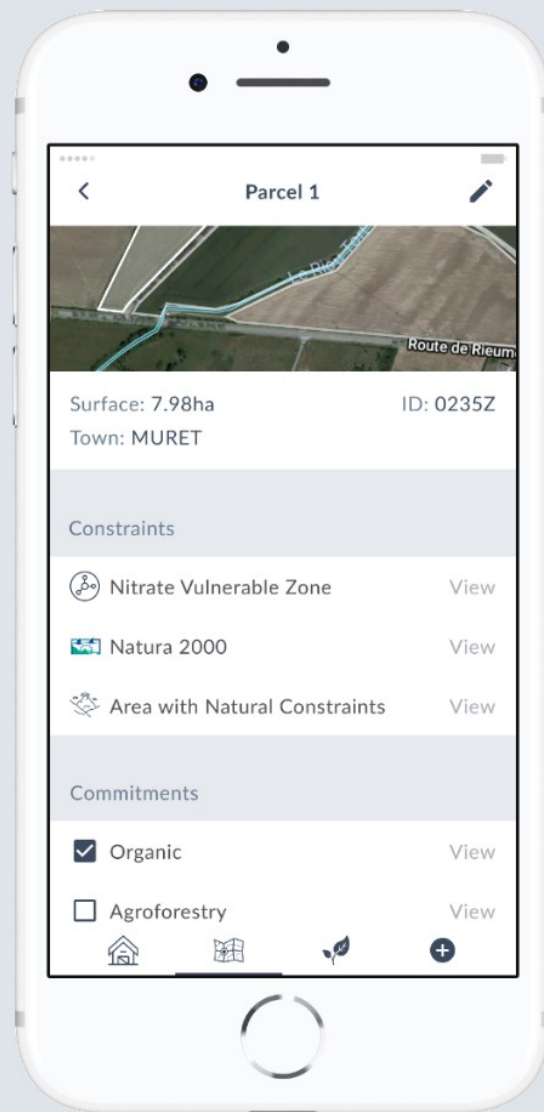 Parcel 1
Route de Rieum
Surface: 7.98ha ID: 0235Z
Town: MURET
Constraints
Nitrate Vulnerable Zone View
Natura 2000 View
Area with Natural Constraints View
Commitments
Organic View
Agroforestry View